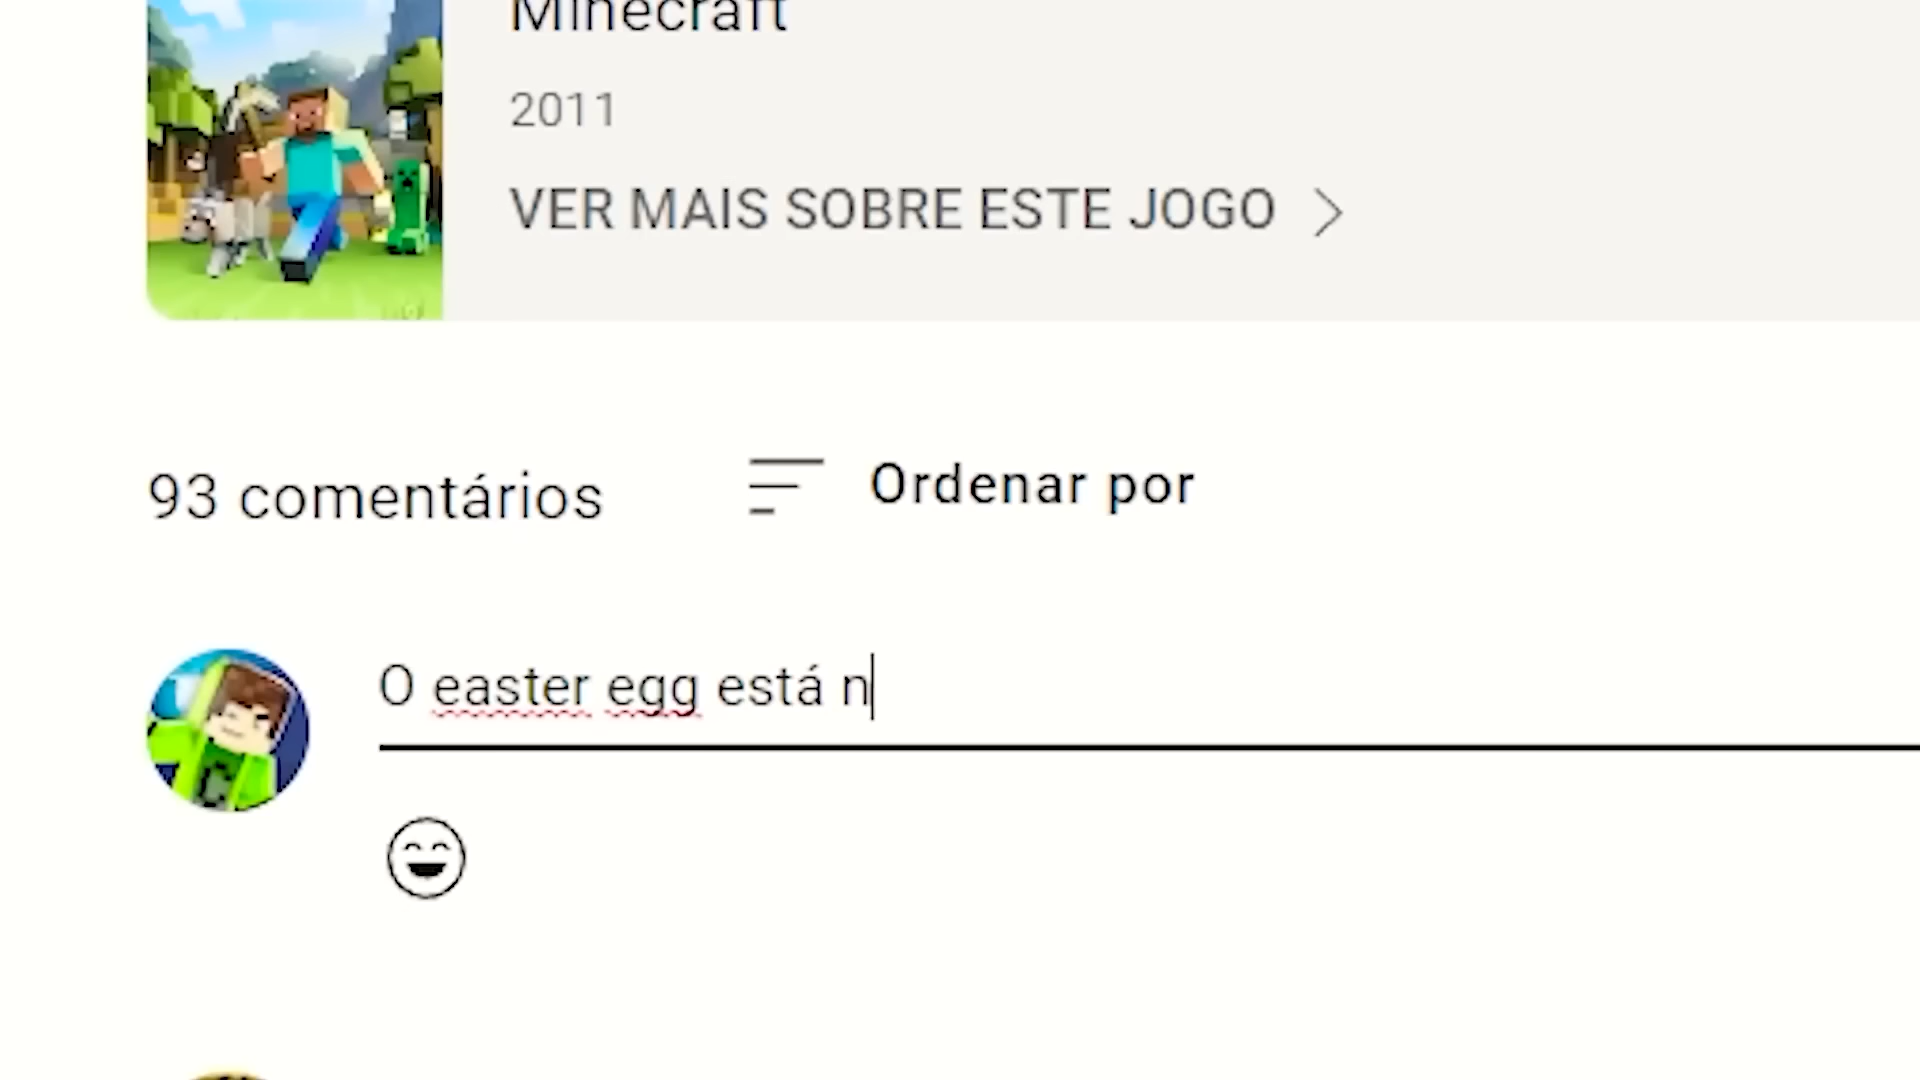 Minecraft
2011
VER MAIS SOBRE ESTE JOGO
93 comentários
Ordenar por
O easter egg está n